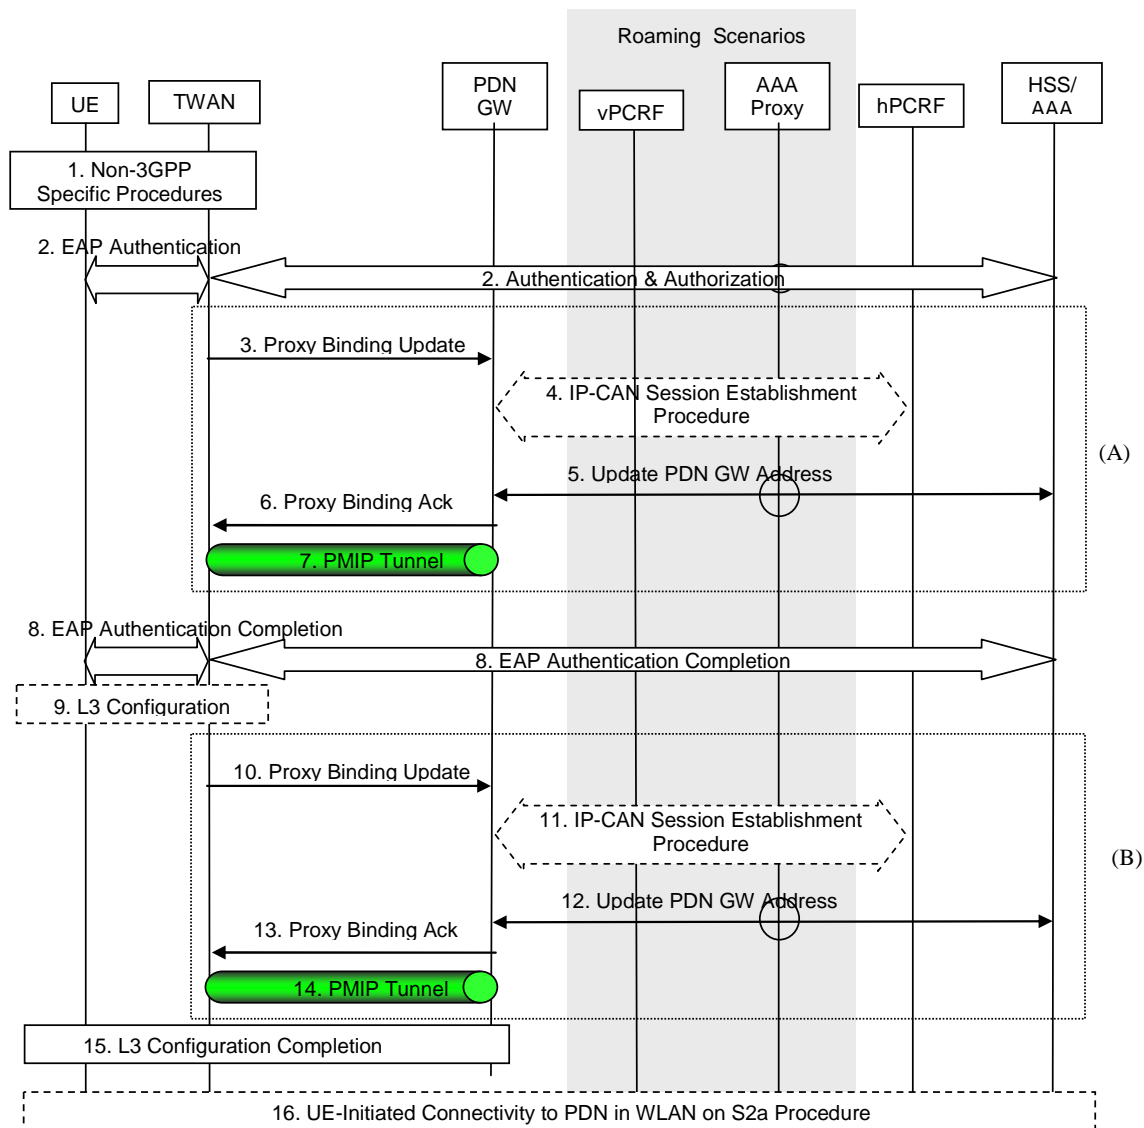 Roaming Scenarios
UE
TWAN
PDN
GW
vPCRF
AAA
Proxy
hPCRF
HSS/
AAA
1. Non-3GPP
Specific Procedures
2. EAP Authentication
2. Authentication & Authorization
3. Proxy Binding Update
4. IP-CAN Session Establishment
Procedure
(A)
5. Update PDN GW Address
6. Proxy Binding Ack
7. PMIP Tunnel
8. EAP Authentication Completion
8. EAP Authentication Completion
9. L3 Configuration
10. Proxy Binding Update
11. IP-CAN Session Establishment
Procedure
(B)
12. Update PDN GW Address
13. Proxy Binding Ack
14. PMIP Tunnel
15. L3 Configuration Completion
16. UE-Initiated Connectivity to PDN in WLAN on S2a Procedure